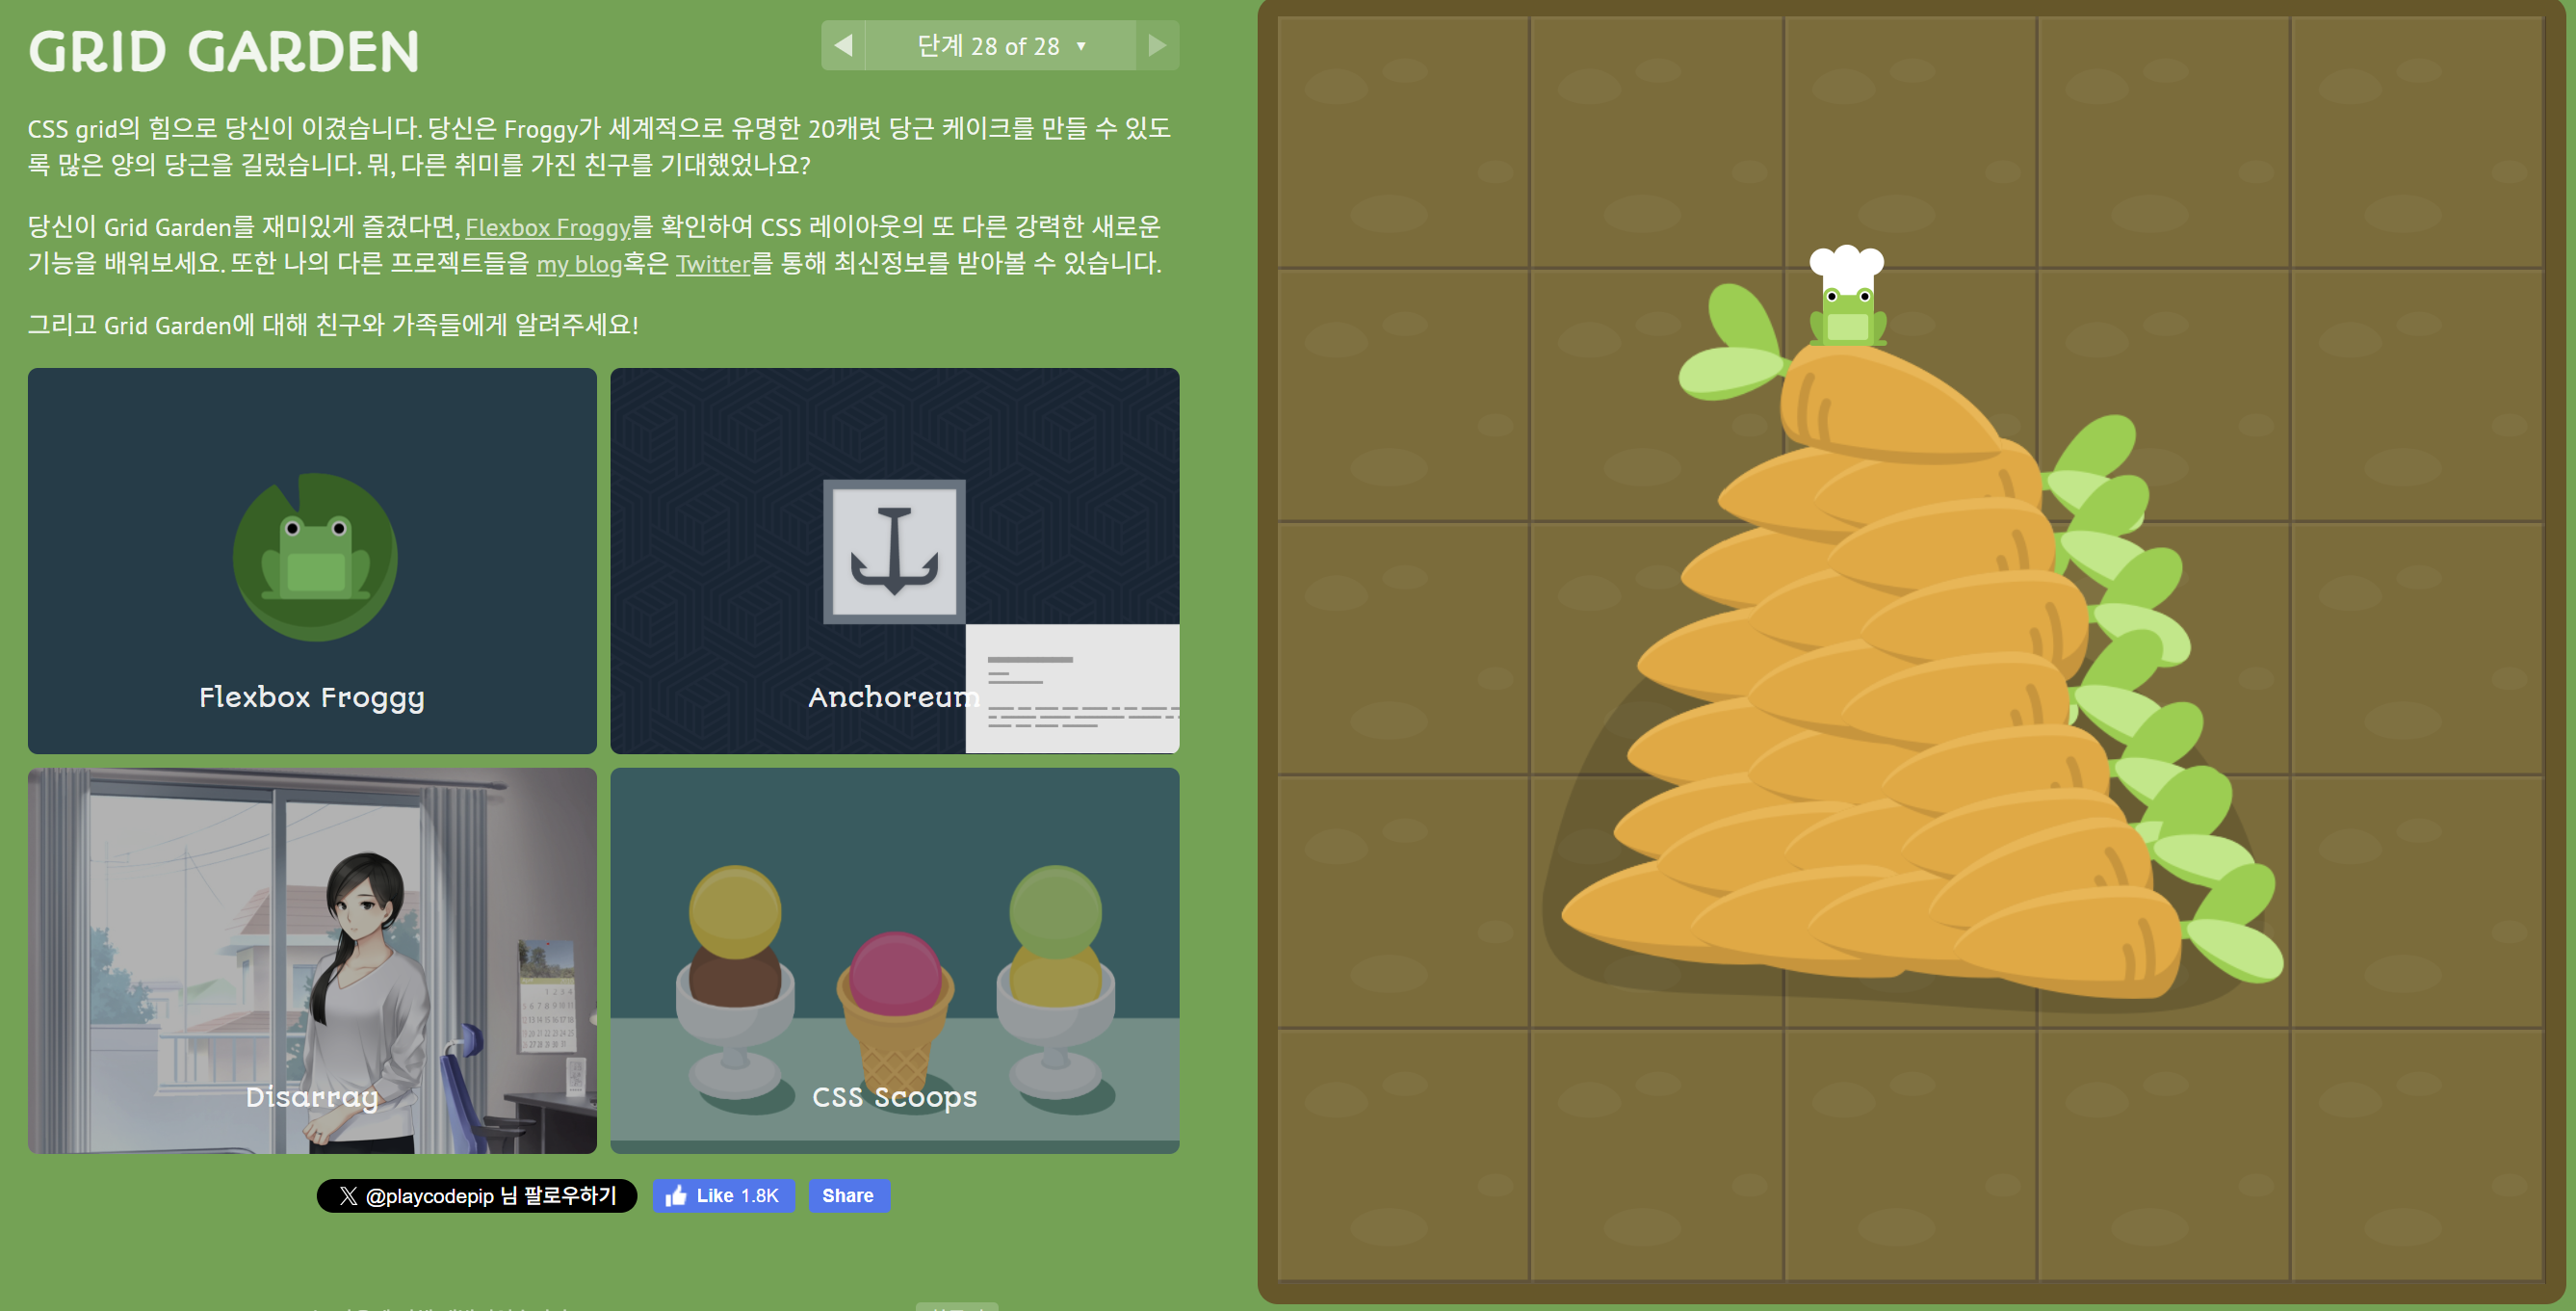 GRID GARDEN
단계 28 of 28
CSS grid의 힘으로 당신이 이겼습니다. 당신은 Froggy가 세계적으로 유명한 20캐럿 당근 케이크를 만들 수 있도
록 많은 양의 당근을 길렀습니다. 뭐, 다른 취미를 가진 친구를 기대했었나요?
당신이 Grid Garden를 재미있게 즐겼다면, Flexbox Froggy를 확인하여 CSS 레이아웃의 또 다른 강력한 새로운
기능을 배워보세요. 또한 나의 다른 프로젝트들을 my blog혹은 Twitter를 통해 최신정보를 받아볼 수 있습니다.
그리고 Grid Garden에 대해 친구와 가족들에게 알려주세요!
Flexbox Froggy
Anchoreum
Disarray
CSS Scoops
@playcodepip 님 팔로우하기
Like 1.8K
Share